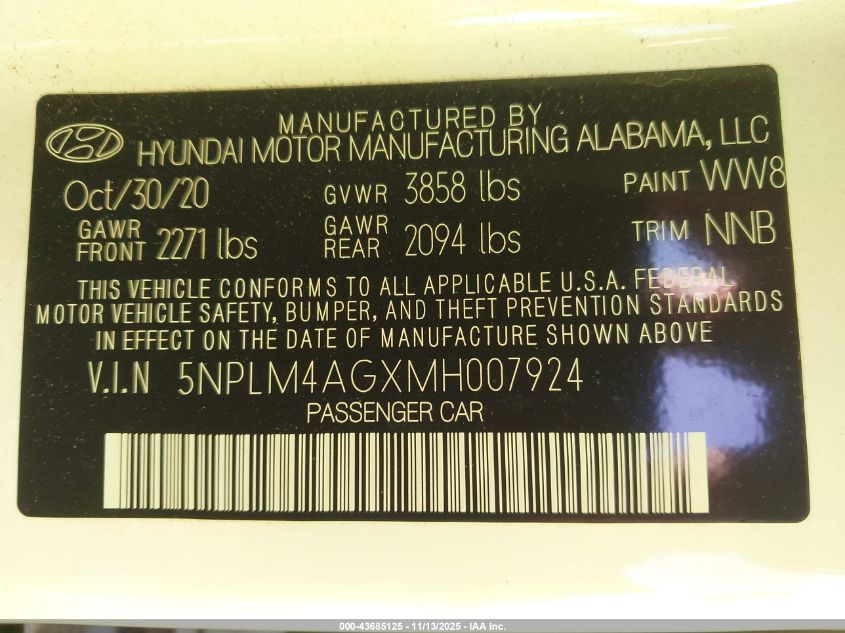 MANUFACTURED BY
HYUNDAI MOTOR MANUFACTURING ALABAMA, LLC
Oct/30/20 GVWR 3858 lbs PAINT WW8
GAWR FRONT 2271 lbs GAWR REAR 2094 lbs TRIM NNB
THIS VEHICLE CONFORMS TO ALL APPLICABLE U.S.A. FEDERAL
MOTOR VEHICLE SAFETY, BUMPER, AND THEFT PREVENTION STANDARDS
IN EFFECT ON THE DATE OF MANUFACTURE SHOWN ABOVE
V.I.N 5NPLM4AGXMH007924
PASSENGER CAR
000-43685125 - 11/13/2025 - IAA Inc.